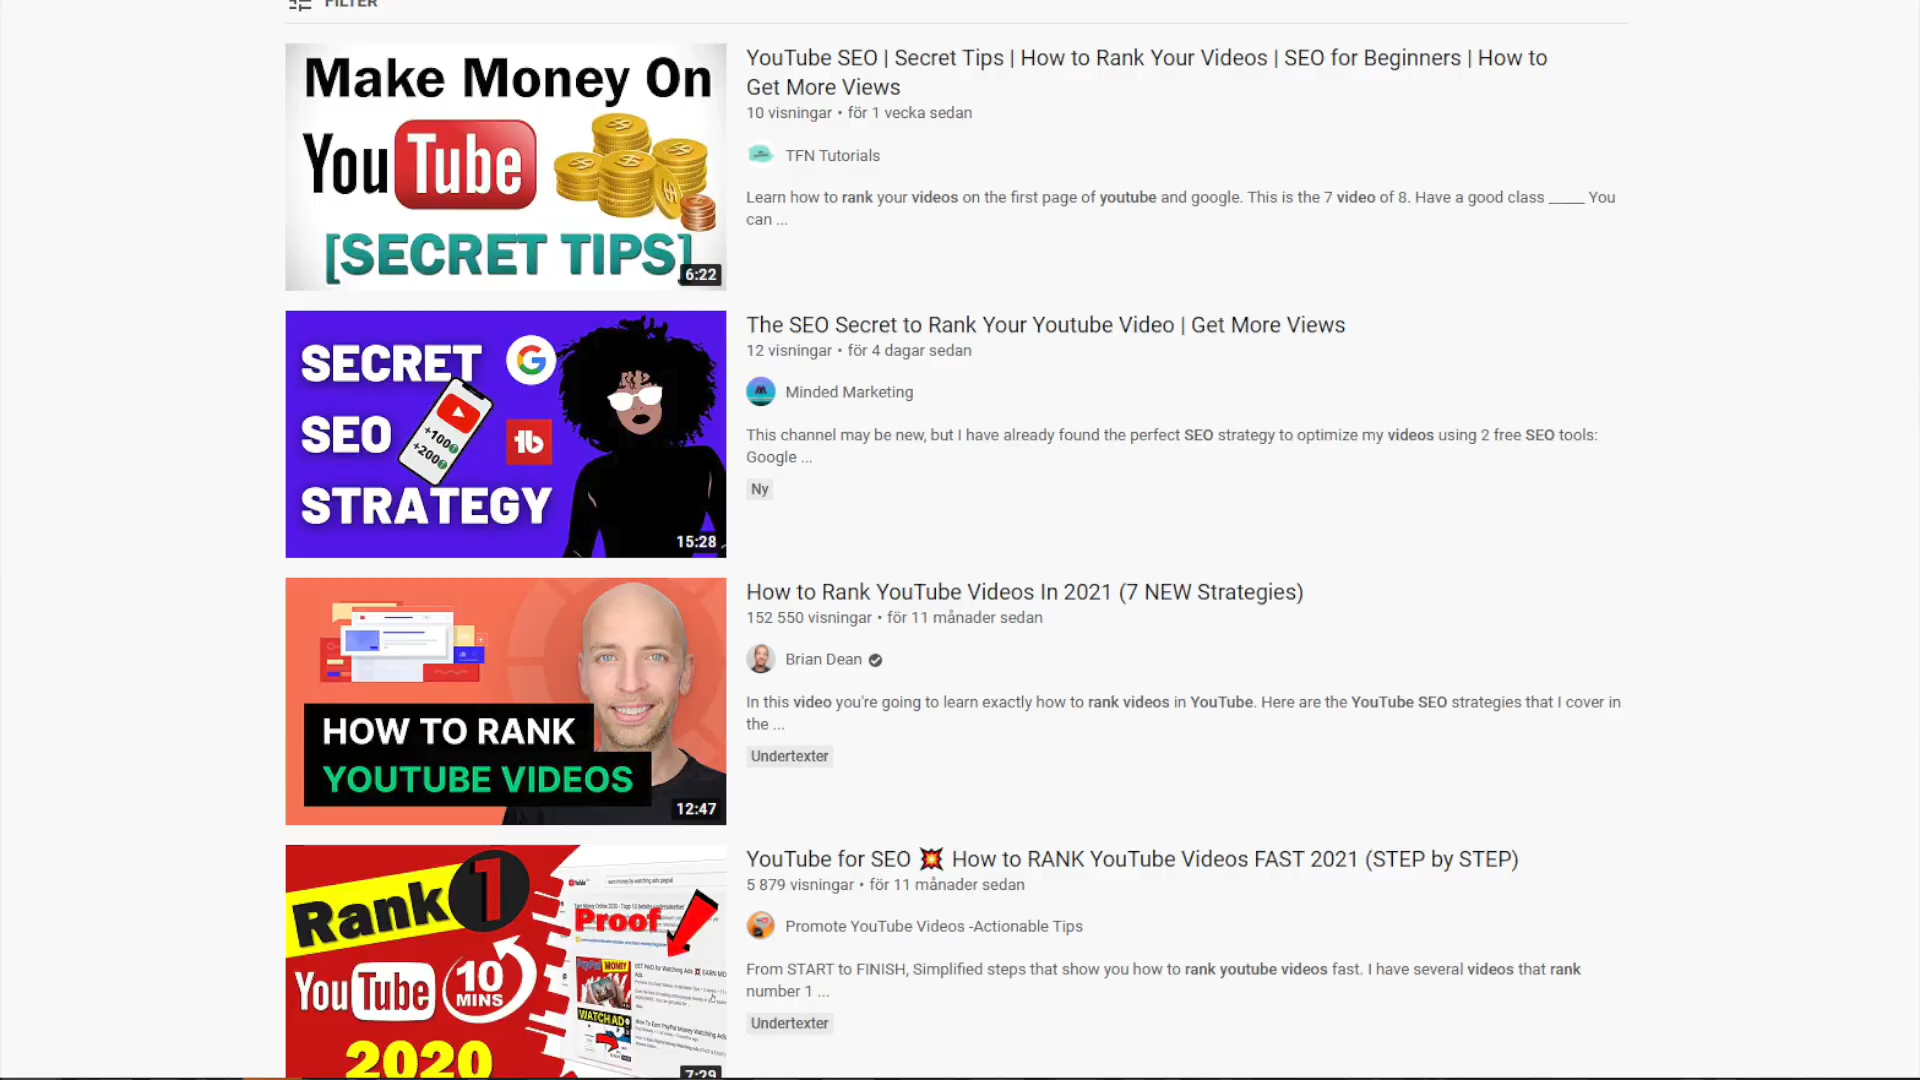 FILTER
Make Money On
YouTube
[SECRET TIPS]
6:22
YouTube SEO | Secret Tips | How to Rank Your Videos | SEO for Beginners | How to
Get More Views
10 visningar • för 1 vecka sedan
TFN Tutorials
Learn how to rank your videos on the first page of youtube and google. This is the 7 video of 8. Have a good class _____ You
can ...
SECRET
SEO
STRATEGY
+100
+200
15:28
The SEO Secret to Rank Your Youtube Video | Get More Views
12 visningar • för 4 dagar sedan
Minded Marketing
This channel may be new, but I have already found the perfect SEO strategy to optimize my videos using 2 free SEO tools:
Google ...
Ny
HOW TO RANK
YOUTUBE VIDEOS
12:47
How to Rank YouTube Videos In 2021 (7 NEW Strategies)
152 550 visningar • för 11 månader sedan
Brian Dean
In this video you're going to learn exactly how to rank videos in YouTube. Here are the YouTube SEO strategies that I cover in
the ...
Undertexter
Rank 1
YouTube
10
MINS
2020
Proof
WATCH AD
7:29
YouTube for SEO 💥 How to RANK YouTube Videos FAST 2021 (STEP by STEP)
5 879 visningar • för 11 månader sedan
Promote YouTube Videos -Actionable Tips
From START to FINISH, Simplified steps that show you how to rank youtube videos fast. I have several videos that rank
number 1 ...
Undertexter